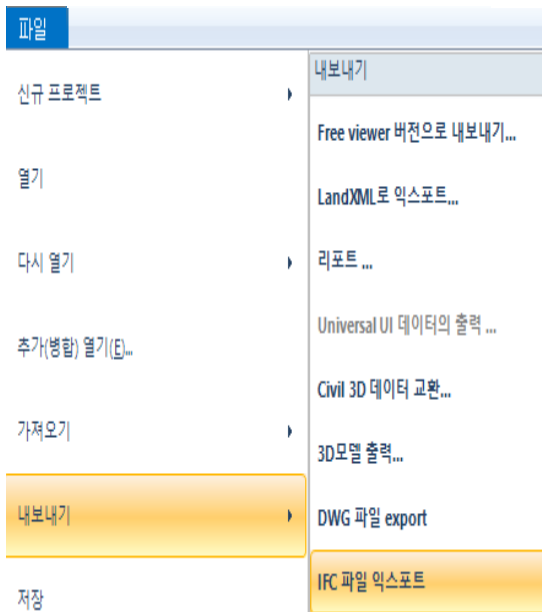 파일
신규 프로젝트
열기
다시 열기
추가(병합) 열기(E)...
가져오기
내보내기
저장
내보내기
Free viewer 버전으로 내보내기...
LandXML로 익스포트...
리포트 ...
Universal UI 데이터의 출력 ...
Civil 3D 데이터 교환...
3D모델 출력...
DWG 파일 export
IFC 파일 익스포트